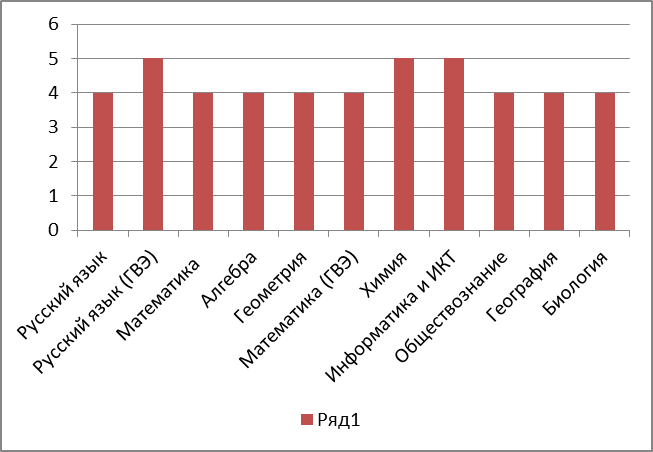 6
5
4
3
2
1
0
Русский язык
Русский язык (ГВЭ)
Математика
Алгебра
Геометрия
Математика (ГВЭ)
Химия
Информатика и ИКТ
Обществознание
География
Биология
Ряд1